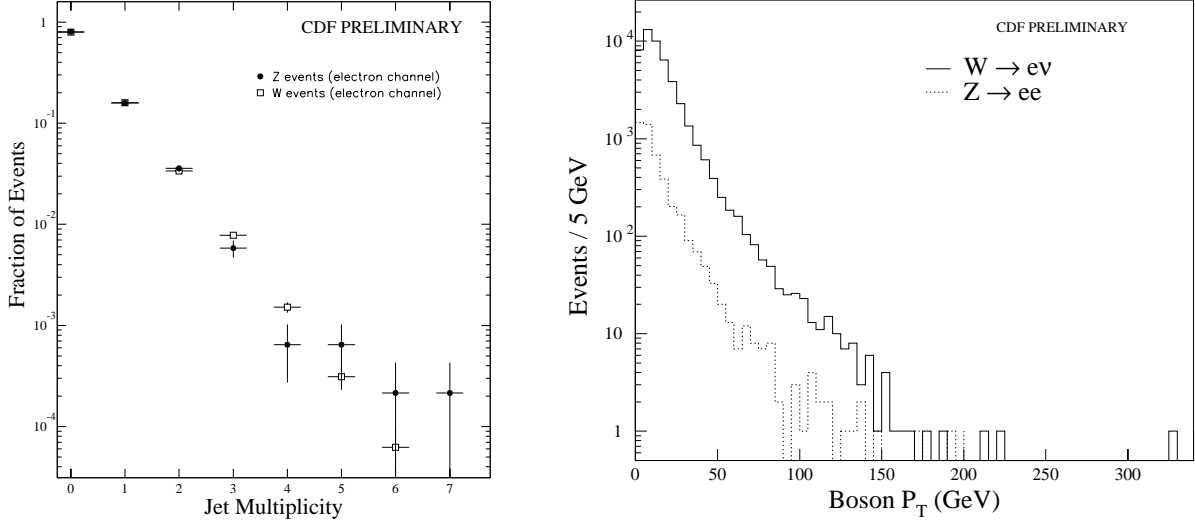 CDF PRELIMINARY
Z events (electron channel)
W events (electron channel)
Fraction of Events
1
10^-1
10^-2
10^-3
10^-4
0 1 2 3 4 5 6 7
Jet Multiplicity
CDF PRELIMINARY
W → eν
Z → ee
Events / 5 GeV
10^4
10^3
10^2
10
1
0 50 100 150 200 250 300
Boson P_T (GeV)